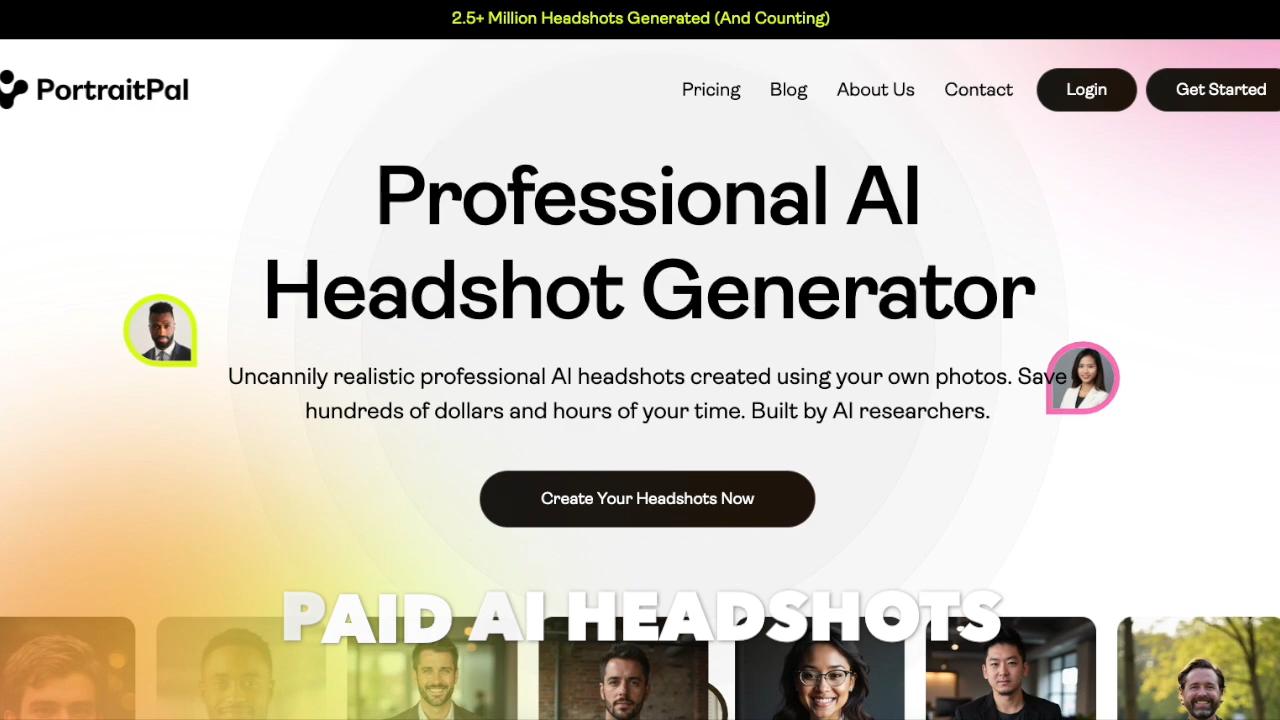 2.5+ Million Headshots Generated (And Counting)
PortraitPal
Pricing
Blog
About Us
Contact
Login
Get Started
Professional AI
Headshot Generator
Uncannily realistic professional AI headshots created using your own photos. Save
hundreds of dollars and hours of your time. Built by AI researchers.
Create Your Headshots Now
PAID AI HEADSHOTS